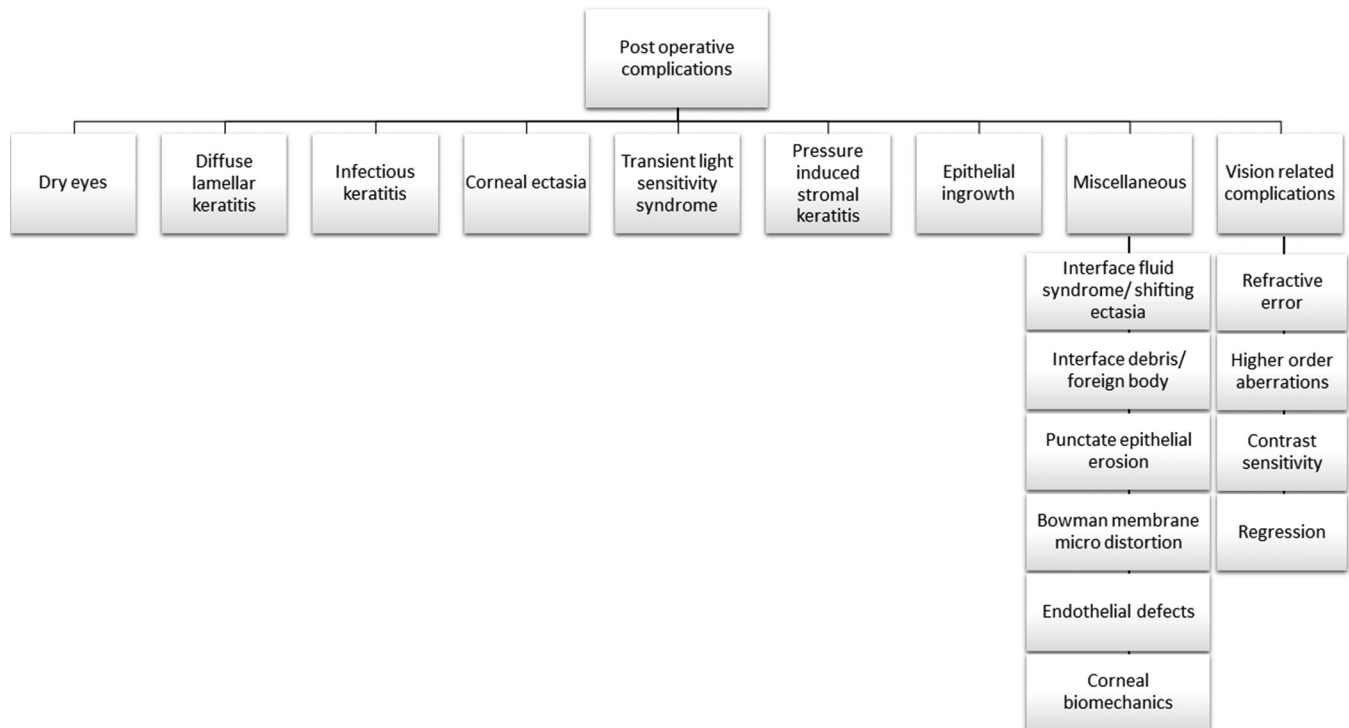 Post operative
complications
Dry eyes
Diffuse
lamellar
keratitis
Infectious
keratitis
Corneal ectasia
Transient light
sensitivity
syndrome
Pressure
induced
stromal
keratitis
Epithelial
ingrowth
Miscellaneous
Vision related
complications
Interface fluid
syndrome/ shifting
ectasia
Interface debris/
foreign body
Punctate epithelial
erosion
Bowman membrane
micro distortion
Endothelial defects
Corneal
biomechanics
Refractive
error
Higher order
aberrations
Contrast
sensitivity
Regression